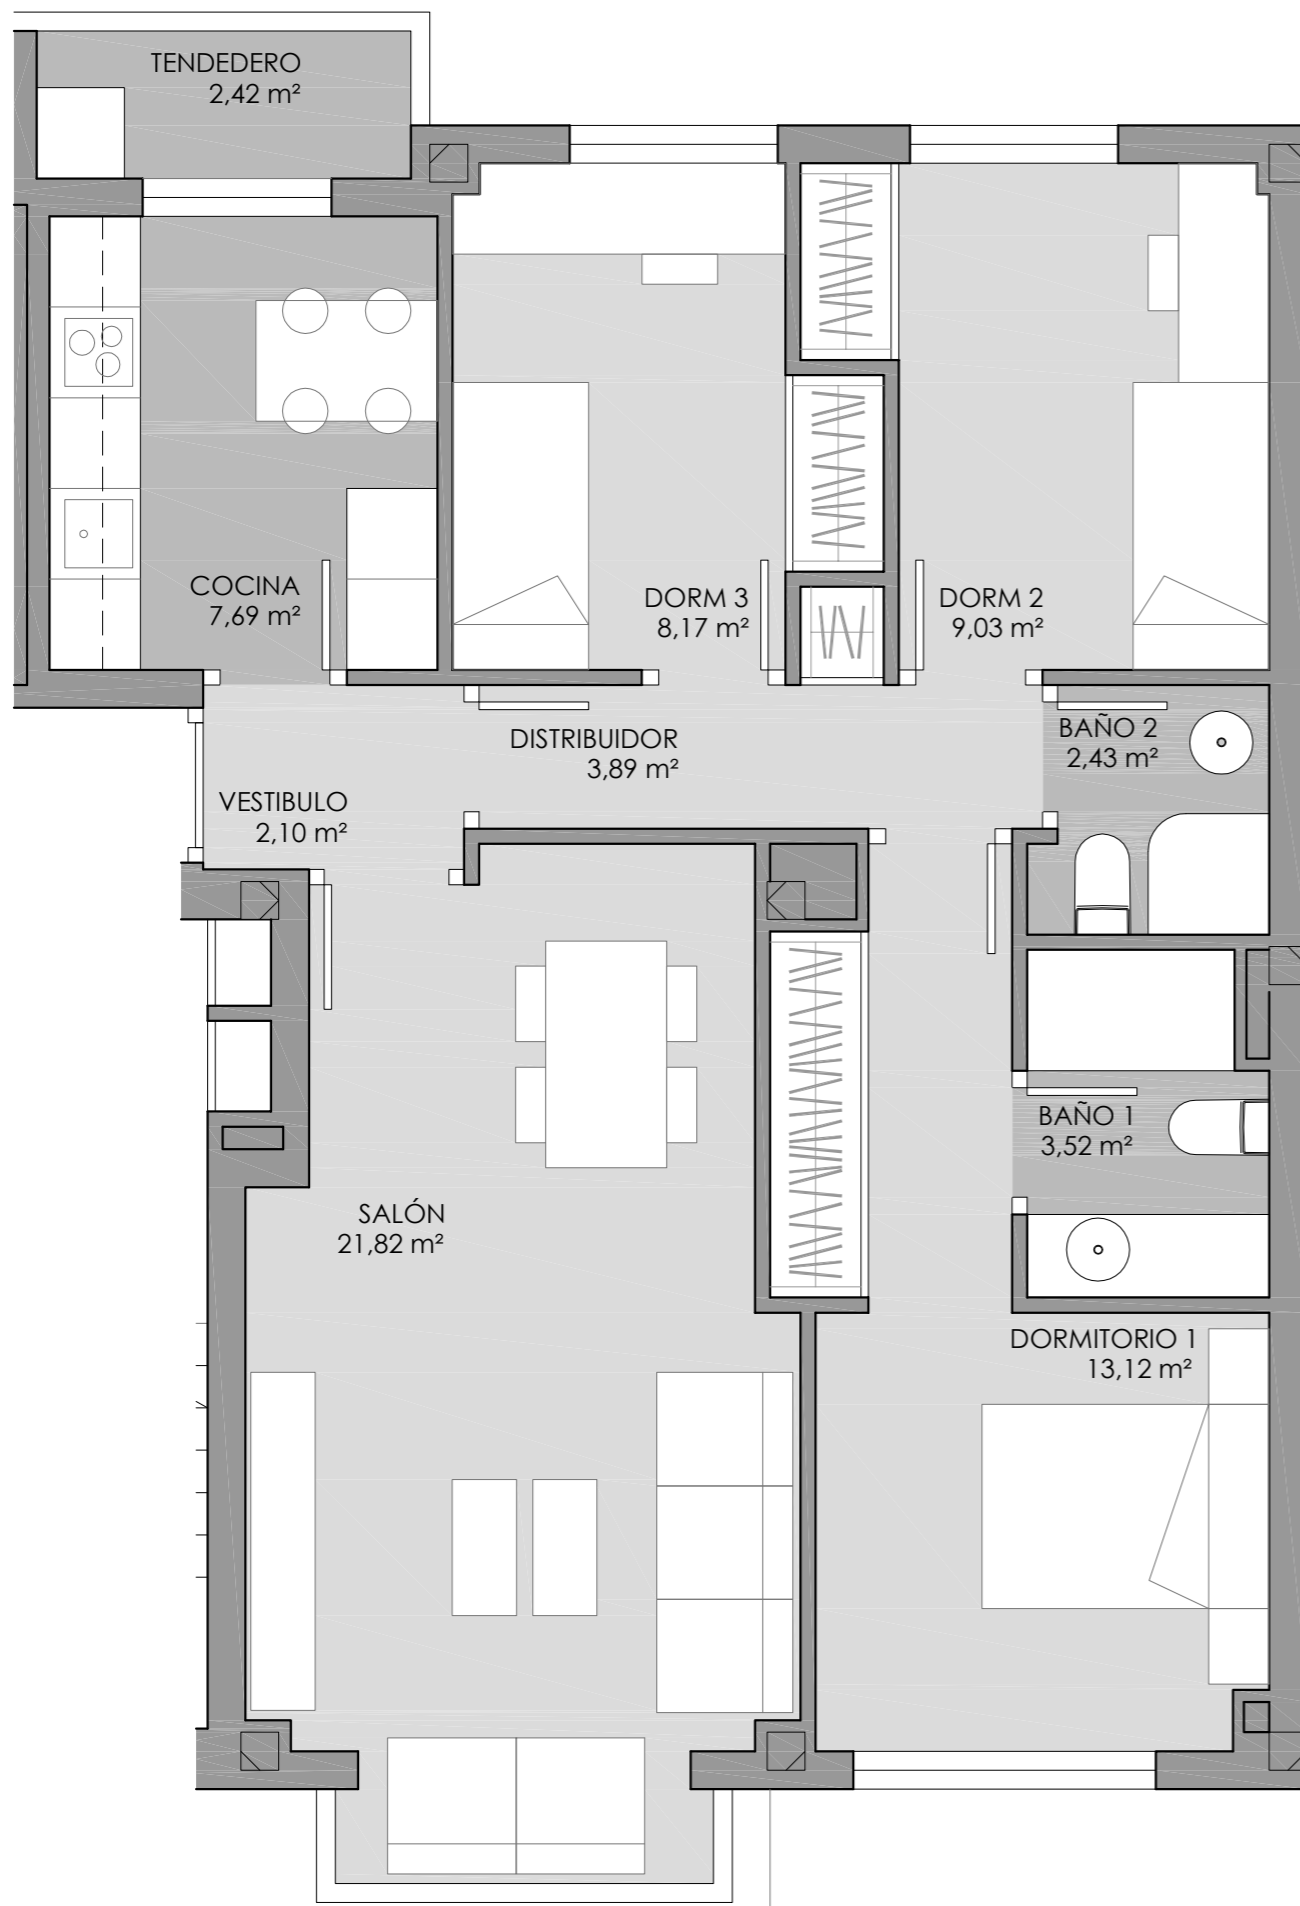 TENDEDERO
2,42 m²
COCINA
7,69 m²
DORM 3
8,17 m²
DORM 2
9,03 m²
DISTRIBUIDOR
3,89 m²
BAÑO 2
2,43 m²
VESTIBULO
2,10 m²
BAÑO 1
3,52 m²
SALÓN
21,82 m²
DORMITORIO 1
13,12 m²